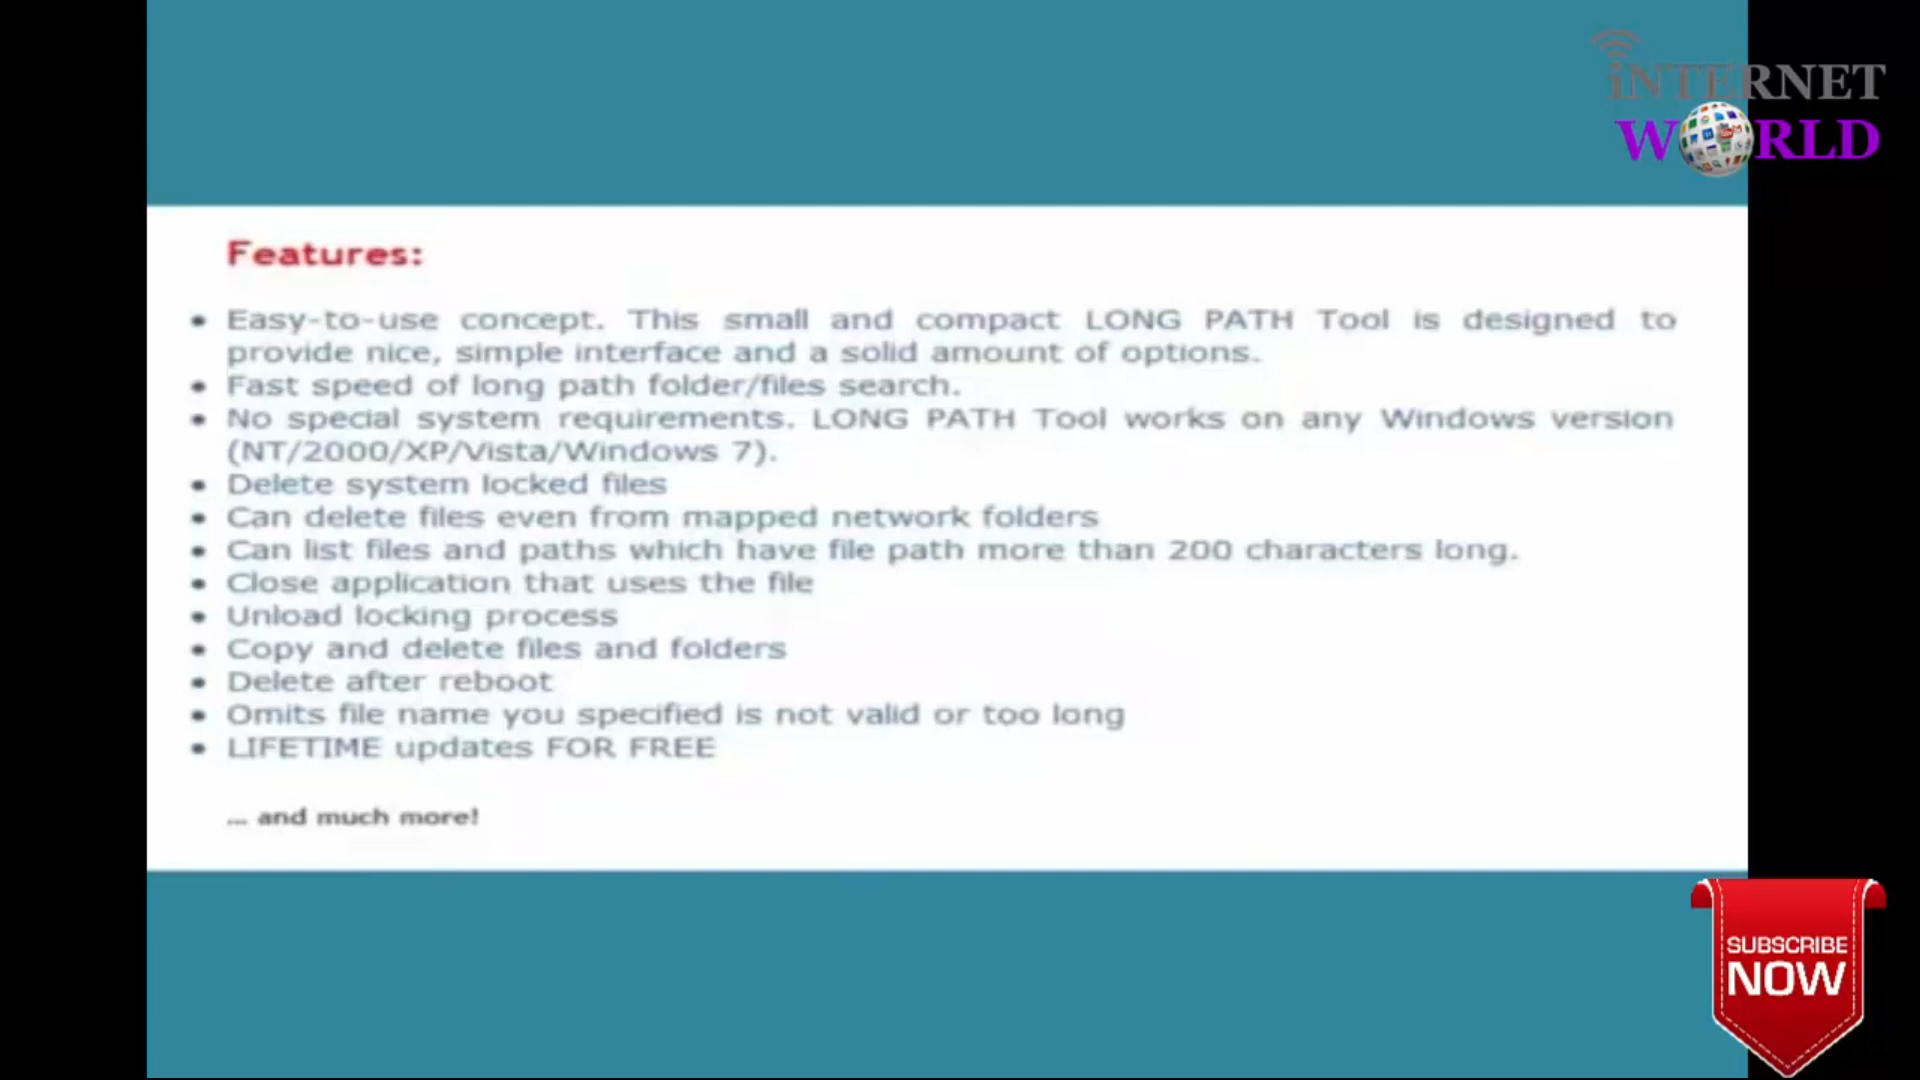 iNTERNET
WORLD
Features:
• Easy-to-use concept. This small and compact LONG PATH Tool is designed to
provide nice, simple interface and a solid amount of options.
• Fast speed of long path folder/files search.
• No special system requirements. LONG PATH Tool works on any Windows version
(NT/2000/XP/Vista/Windows 7).
• Delete system locked files
• Can delete files even from mapped network folders
• Can list files and paths which have file path more than 200 characters long.
• Close application that uses the file
• Unload locking process
• Copy and delete files and folders
• Delete after reboot
• Omits file name you specified is not valid or too long
• LIFETIME updates FOR FREE
... and much more!
SUBSCRIBE
NOW